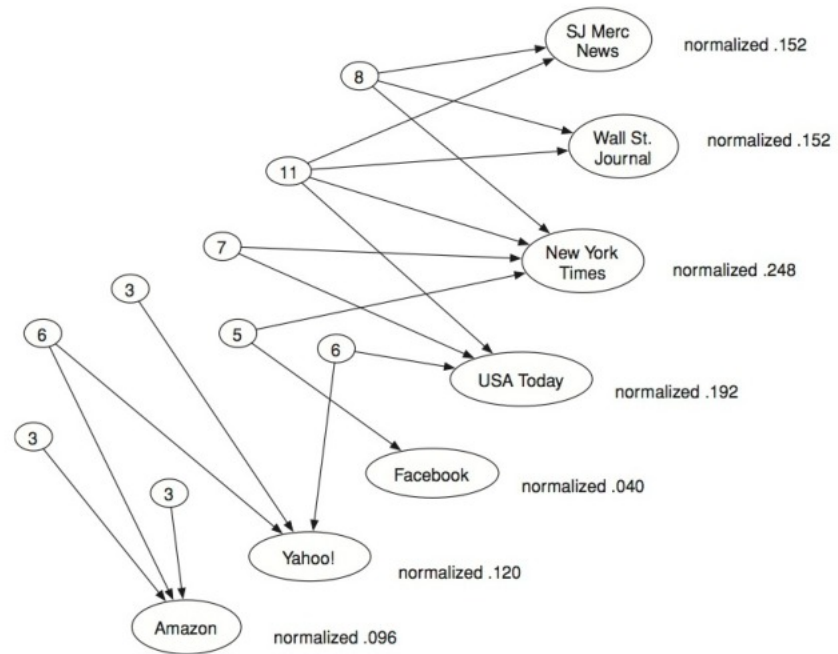 SJ Merc
News
normalized .152
8
Wall St.
Journal
normalized .152
11
7
New York
Times
normalized .248
3
6
5
6
USA Today
normalized .192
3
Facebook
normalized .040
3
Yahoo!
normalized .120
Amazon
normalized .096